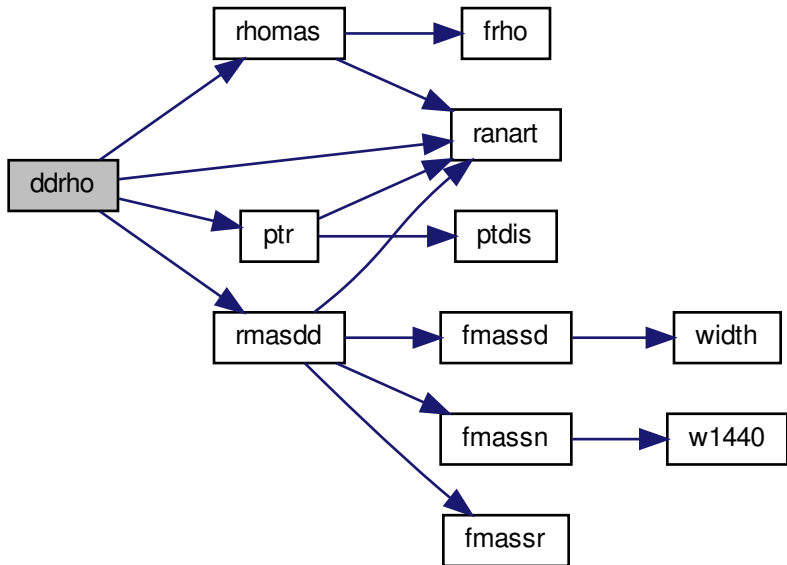 rhomas
frho
ranart
ddrho
ptr
ptdis
rmasdd
fmassd
width
fmassn
w1440
fmassr